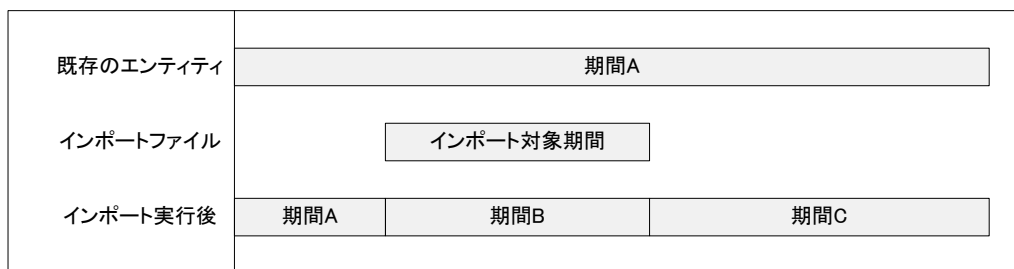 既存のエンティティ
期間A
インポートファイル
インポート対象期間
インポート実行後
期間A
期間B
期間C